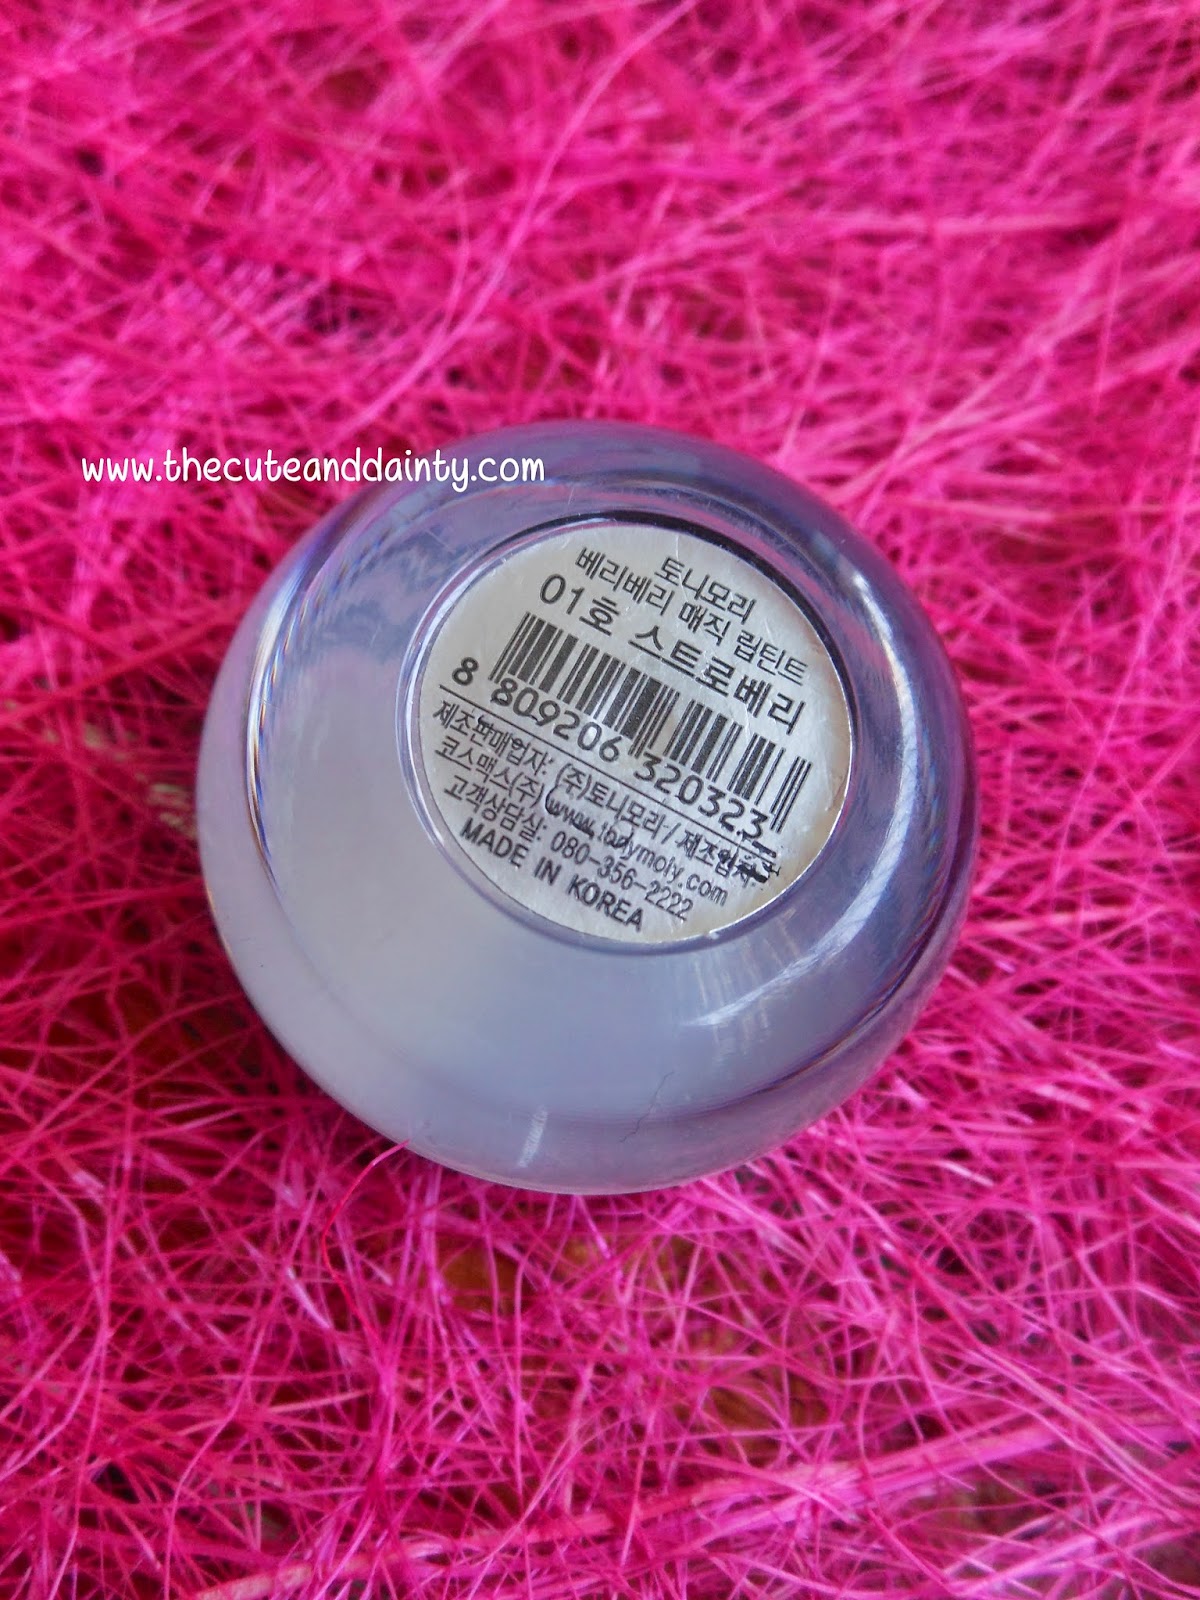 www.thecuteanddainty.com
토니모리
베리베리 매직 립틴트
01호 스트로베리
8 809206 320323
제조판매업자: (주)토니모리 / 제조업자:
코스맥스(주) www.tonymoly.com
고객상담실: 080-356-2222
MADE IN KOREA